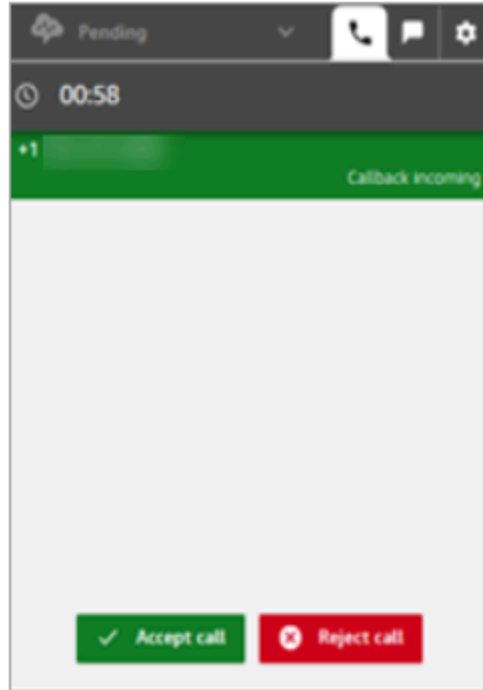 Pending
00:58
+1
Callback incoming
Accept call
Reject call